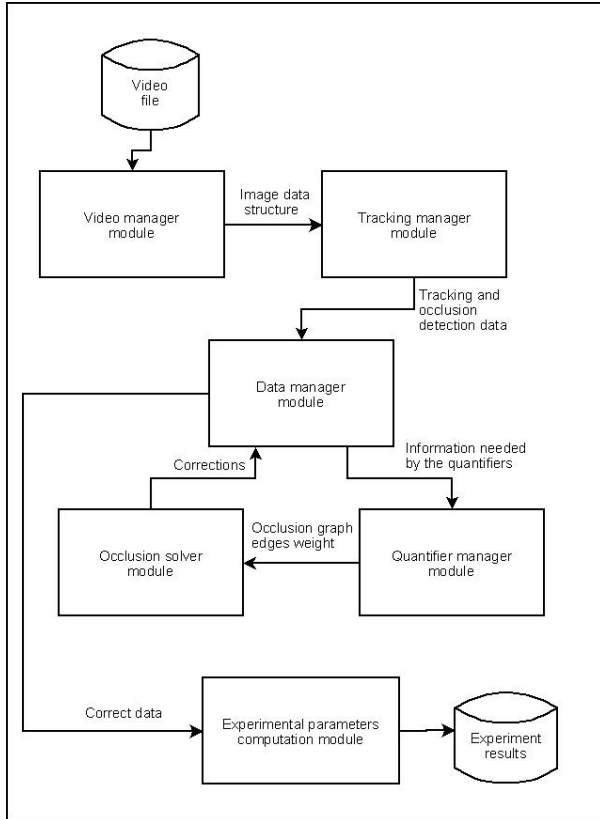 Video
file
Video manager
module
Image data
structure
Tracking manager
module
Tracking and
occlusion
detection data
Data manager
module
Corrections
Information needed
by the quantifiers
Occlusion solver
module
Occlusion graph
edges weight
Quantifier manager
module
Correct data
Experimental parameters
computation module
Experiment
results